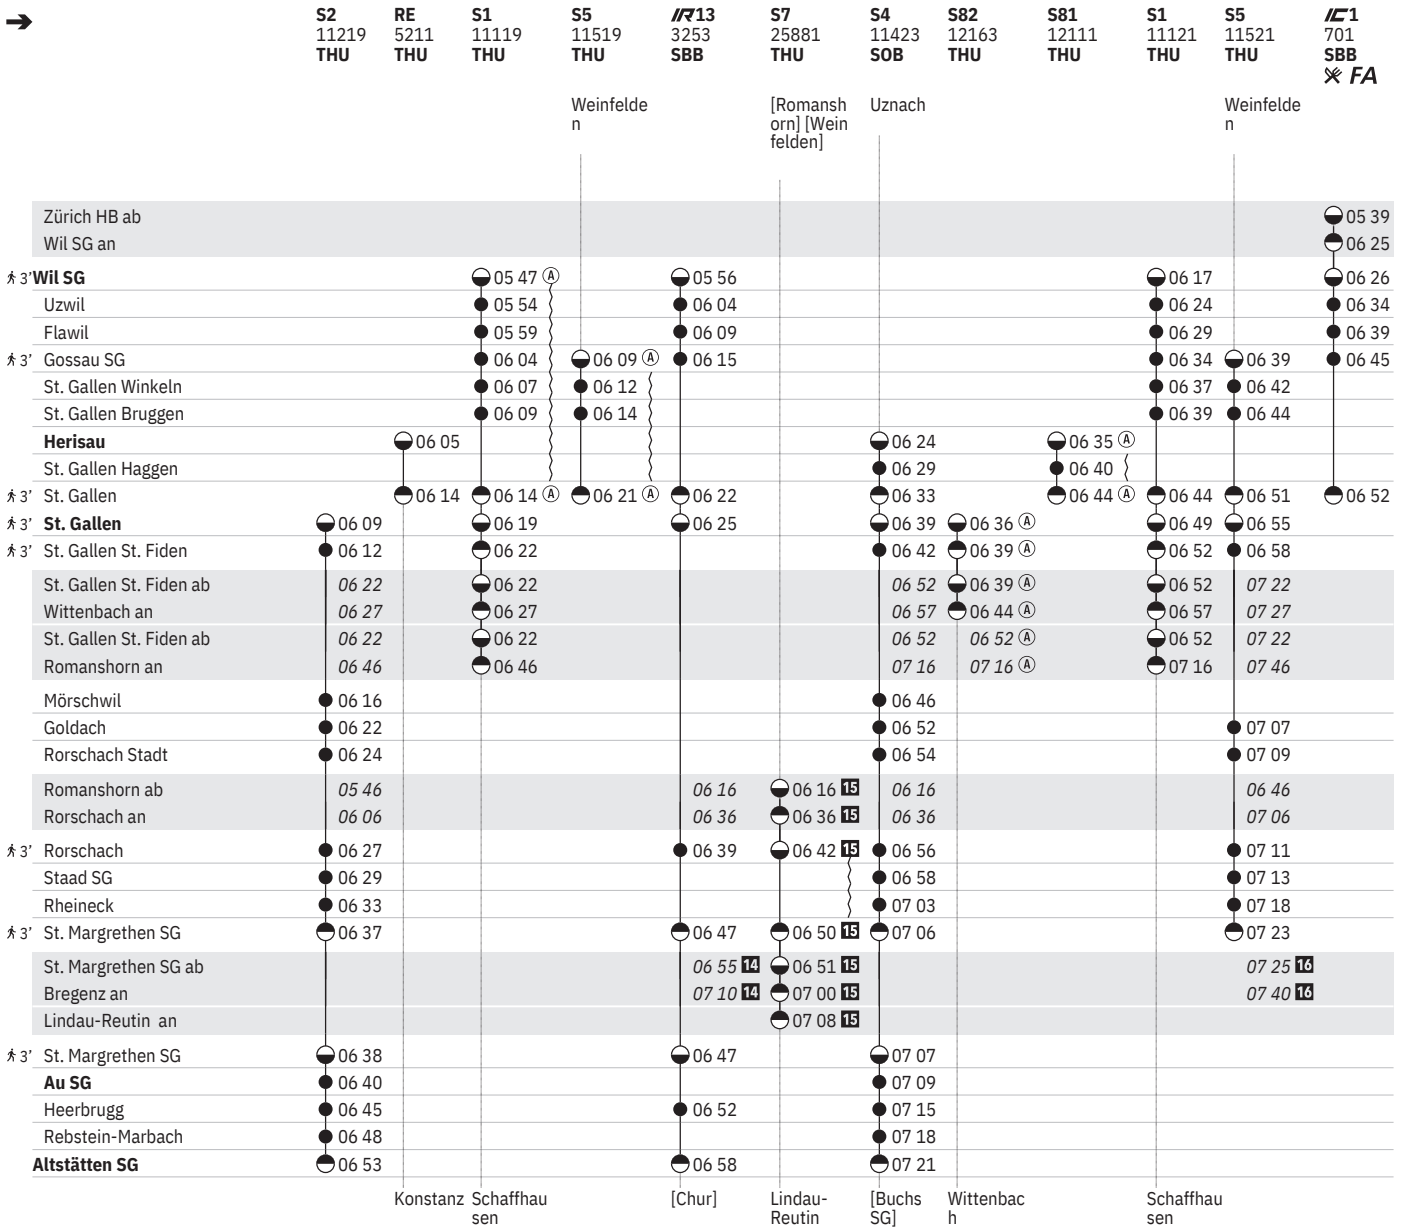 ➔ S2 RE S1 S5 IR13 S7 S4 S82 S81 S1 S5 IC1
11219 5211 11119 11519 3253 25881 11423 12163 12111 11121 11521 701
THU THU THU THU SBB THU SOB THU THU THU THU SBB
FA
Weinfelde [Romansh Uznach Weinfelde
n orn] [Wein n
felden]
Zürich HB ab 05 39
Wil SG an 06 25
3' Wil SG 05 47 Ⓐ 05 56 06 17 06 26
Uzwil 05 54 06 04 06 24 06 34
Flawil 05 59 06 09 06 29 06 39
3' Gossau SG 06 04 06 09 Ⓐ 06 15 06 34 06 39 06 45
St. Gallen Winkeln 06 07 06 12 06 37 06 42
St. Gallen Bruggen 06 09 06 14 06 39 06 44
Herisau 06 05 06 24 06 35 Ⓐ
St. Gallen Haggen 06 29 06 40
3' St. Gallen 06 14 06 14 Ⓐ 06 21 Ⓐ 06 22 06 33 06 44 Ⓐ 06 44 06 51 06 52
3' St. Gallen 06 09 06 19 06 25 06 39 06 36 Ⓐ 06 49 06 55
3' St. Gallen St. Fiden 06 12 06 22 06 42 06 39 Ⓐ 06 52 06 58
St. Gallen St. Fiden ab 06 22 06 22 06 52 06 39 Ⓐ 06 52 07 22
Wittenbach an 06 27 06 27 06 57 06 44 Ⓐ 06 57 07 27
St. Gallen St. Fiden ab 06 22 06 22 06 52 06 52 Ⓐ 06 52 07 22
Romanshorn an 06 46 06 46 07 16 07 16 Ⓐ 07 16 07 46
Mörschwil 06 16 06 46
Goldach 06 22 06 52 07 07
Rorschach Stadt 06 24 06 54 07 09
Romanshorn ab 05 46 06 16 06 16 15 06 16 06 46
Rorschach an 06 06 06 36 06 36 15 06 36 07 06
3' Rorschach 06 27 06 39 06 42 15 06 56 07 11
Staad SG 06 29 06 58 07 13
Rheineck 06 33 07 03 07 18
3' St. Margrethen SG 06 37 06 47 06 50 15 07 06 07 23
St. Margrethen SG ab 06 55 14 06 51 15 07 25 16
Bregenz an 07 10 14 07 00 15 07 40 16
Lindau-Reutin an 07 08 15
3' St. Margrethen SG 06 38 06 47 07 07
Au SG 06 40 07 09
Heerbrugg 06 45 06 52 07 15
Rebstein-Marbach 06 48 07 18
Altstätten SG 06 53 06 58 07 21
Konstanz Schaffhau [Chur] Lindau- [Buchs Wittenbac Schaffhau
sen Reutin SG] h sen